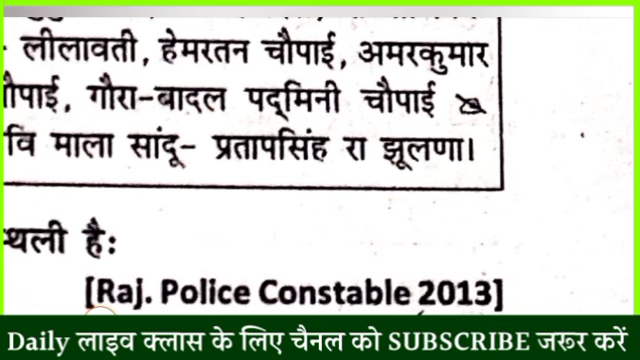 लीलावती, हेमरतन चौपाई, अमरकुमार
चौपाई, गौरा-बादल पद्मिनी चौपाई
वि माला सांदू- प्रतापसिंह रा झूलणा।
स्थली है:
[Raj. Police Constable 2013]
Daily लाइव क्लास के लिए चैनल को SUBSCRIBE जरूर करें